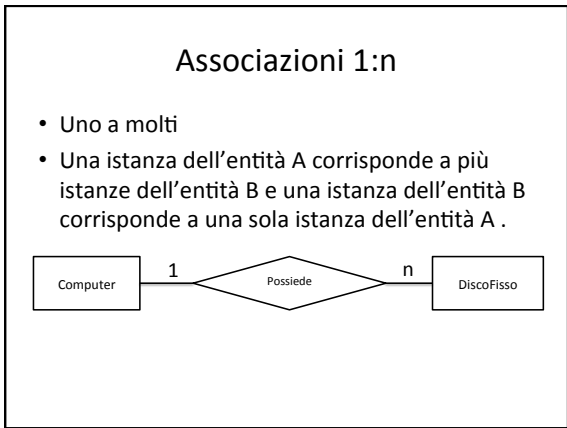 Associazioni 1:n
• Uno a molti
• Una istanza dell'entità A corrisponde a più
istanze dell'entità B e una istanza dell'entità B
corrisponde a una sola istanza dell'entità A .
Computer 1 Possiede n DiscoFisso